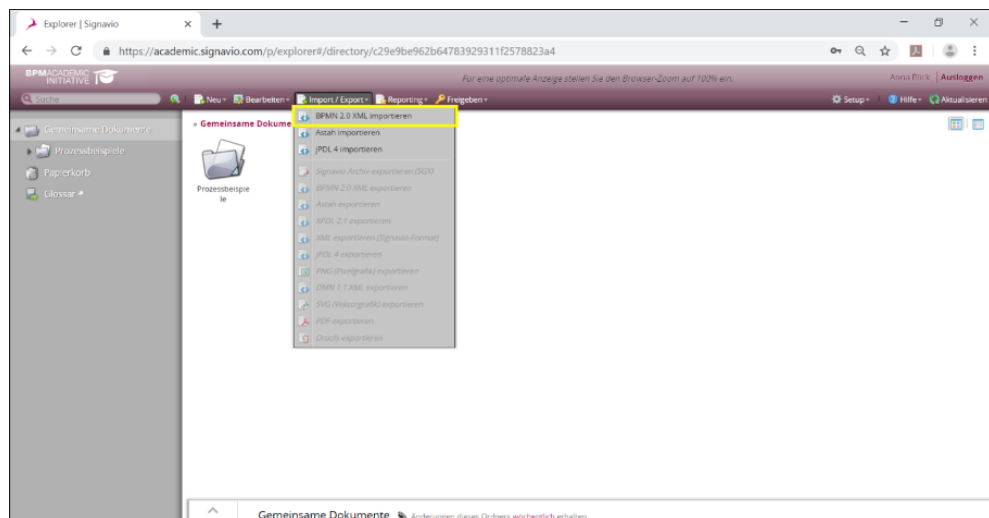 Explorer | Signavio
https://academic.signavio.com/p/explorer#/directory/c29e9be962b64783929311f2578823a4
BPMACADEMIC
INITIATIVE
Für eine optimale Anzeige stellen Sie den Browser-Zoom auf 100% ein.
Anna Blick | Ausloggen
Suche
Neu
Bearbeiten
Import / Export
Reporting
Freigeben
Setup
Hilfe
Aktualisieren
Gemeinsame Dokumente
Prozessbeispiele
Papierkorb
Glossar
» Gemeinsame Dokume
Prozessbeispie
le
BPMN 2.0 XML importieren
Astah importieren
jPDL 4 importieren
Signavio Archiv exportieren (SGX)
BPMN 2.0 XML exportieren
Astah exportieren
XPDL 2.1 exportieren
XML exportieren (Signavio-Format)
jPDL 4 exportieren
PNG (Pixelgrafik) exportieren
DMN 1.1 XML exportieren
SVG (Vektorgrafik) exportieren
PDF exportieren
Drools exportieren
Gemeinsame Dokumente
Änderungen dieses Ordners wöchentlich erhalten